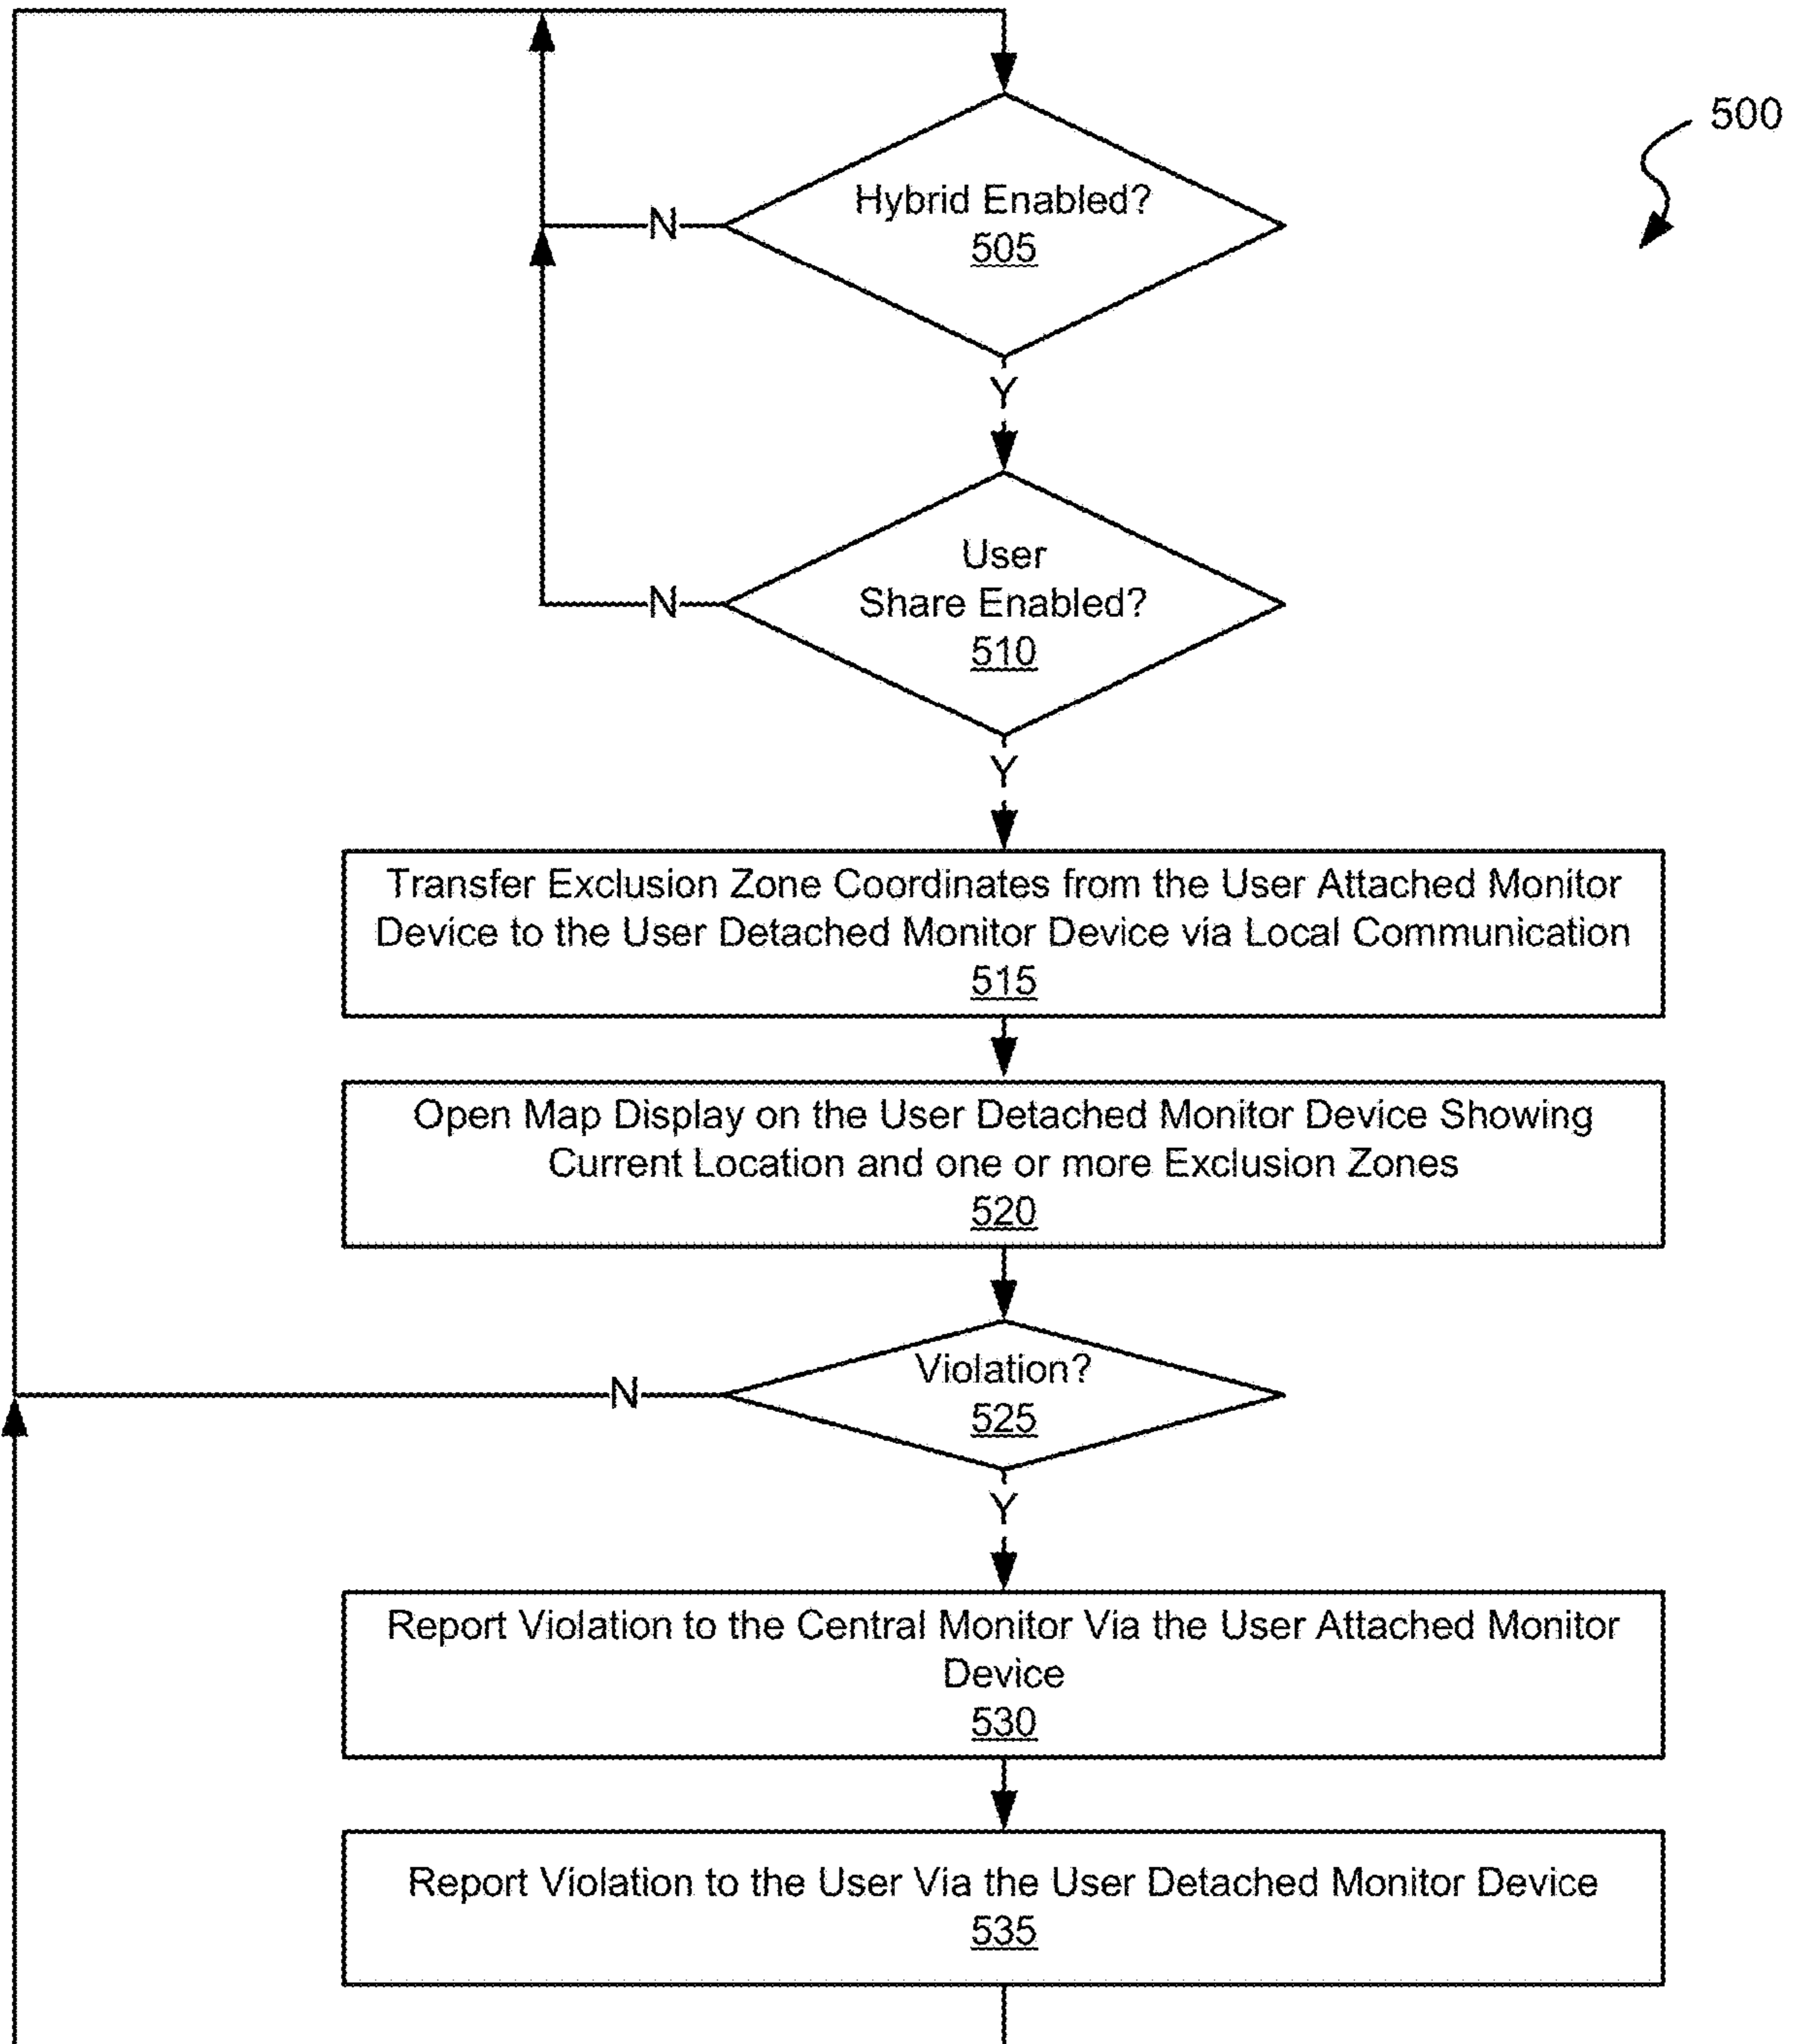 500
Hybrid Enabled?
505
N
Y
User
Share Enabled?
510
N
Y
Transfer Exclusion Zone Coordinates from the User Attached Monitor
Device to the User Detached Monitor Device via Local Communication
515
Open Map Display on the User Detached Monitor Device Showing
Current Location and one or more Exclusion Zones
520
Violation?
525
N
Y
Report Violation to the Central Monitor Via the User Attached Monitor
Device
530
Report Violation to the User Via the User Detached Monitor Device
535